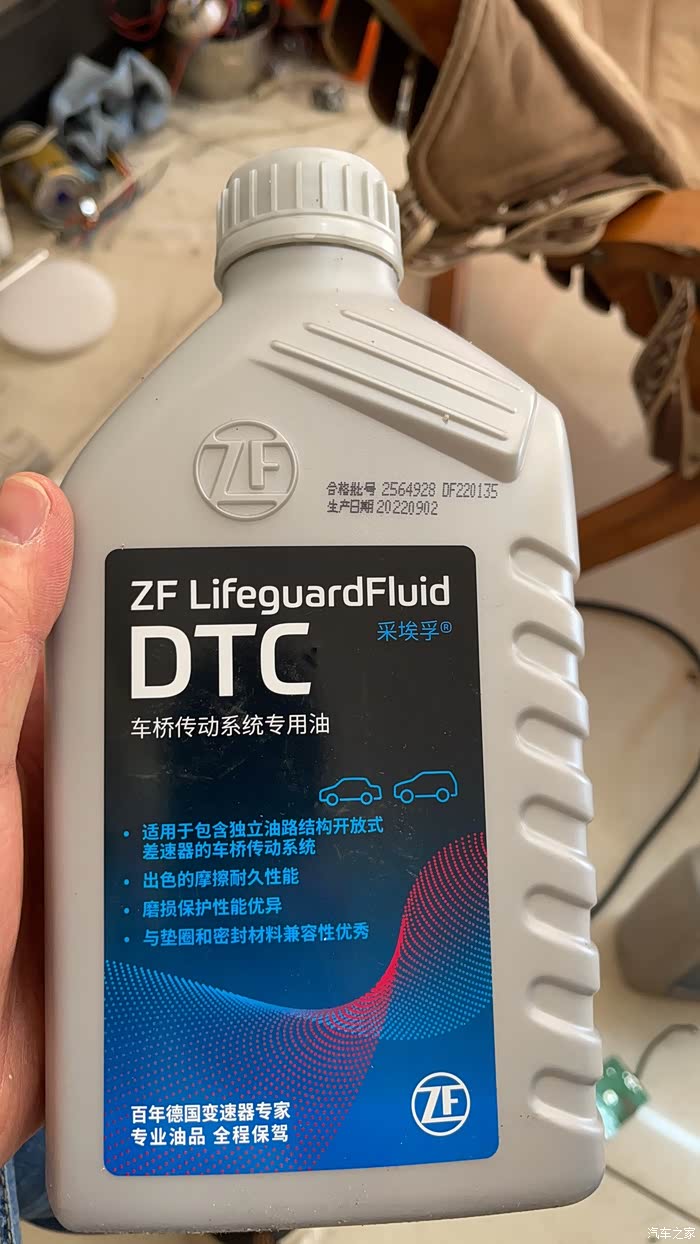 ZF
合格批号 2564928 DF220135
生产日期 20220902
ZF LifeguardFluid
DTC
采埃孚®
车桥传动系统专用油
• 适用于包含独立油路结构开放式
差速器的车桥传动系统
• 出色的摩擦耐久性能
• 磨损保护性能优异
• 与垫圈和密封材料兼容性优秀
百年德国变速器专家
专业油品 全程保驾
ZF
汽车之家